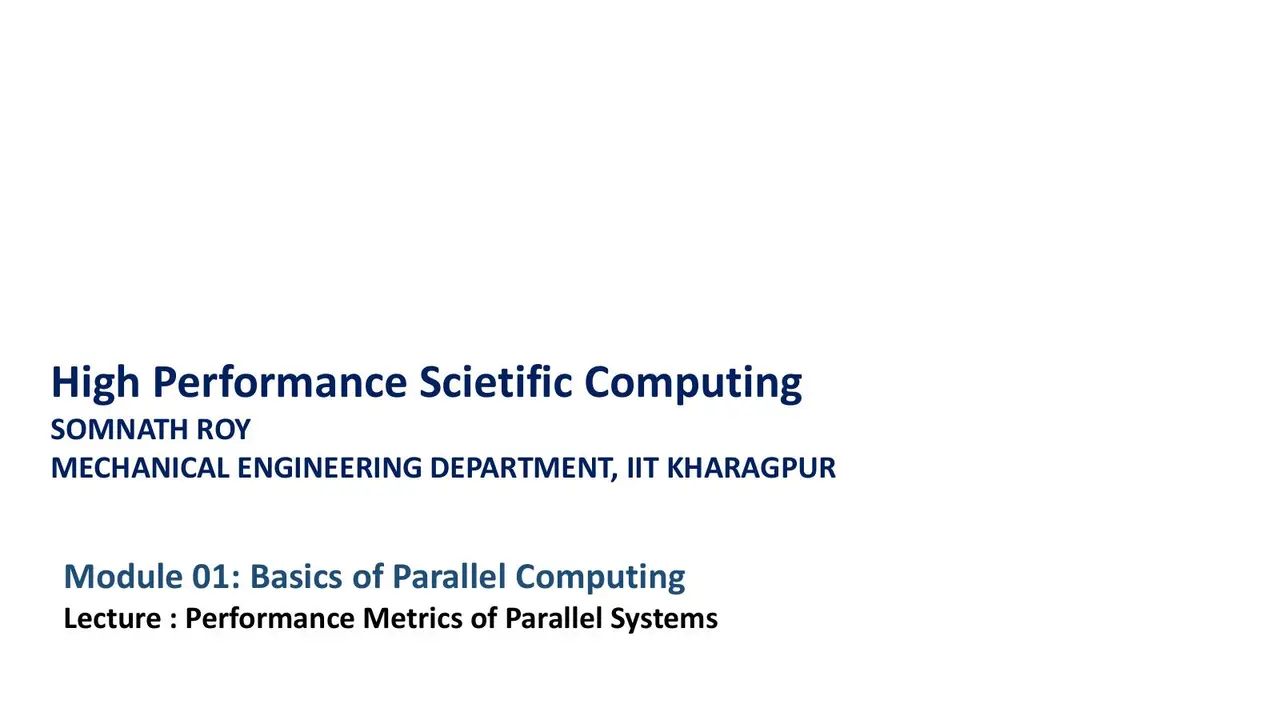 High Performance Scietific Computing
SOMNATH ROY
MECHANICAL ENGINEERING DEPARTMENT, IIT KHARAGPUR
Module 01: Basics of Parallel Computing
Lecture : Performance Metrics of Parallel Systems